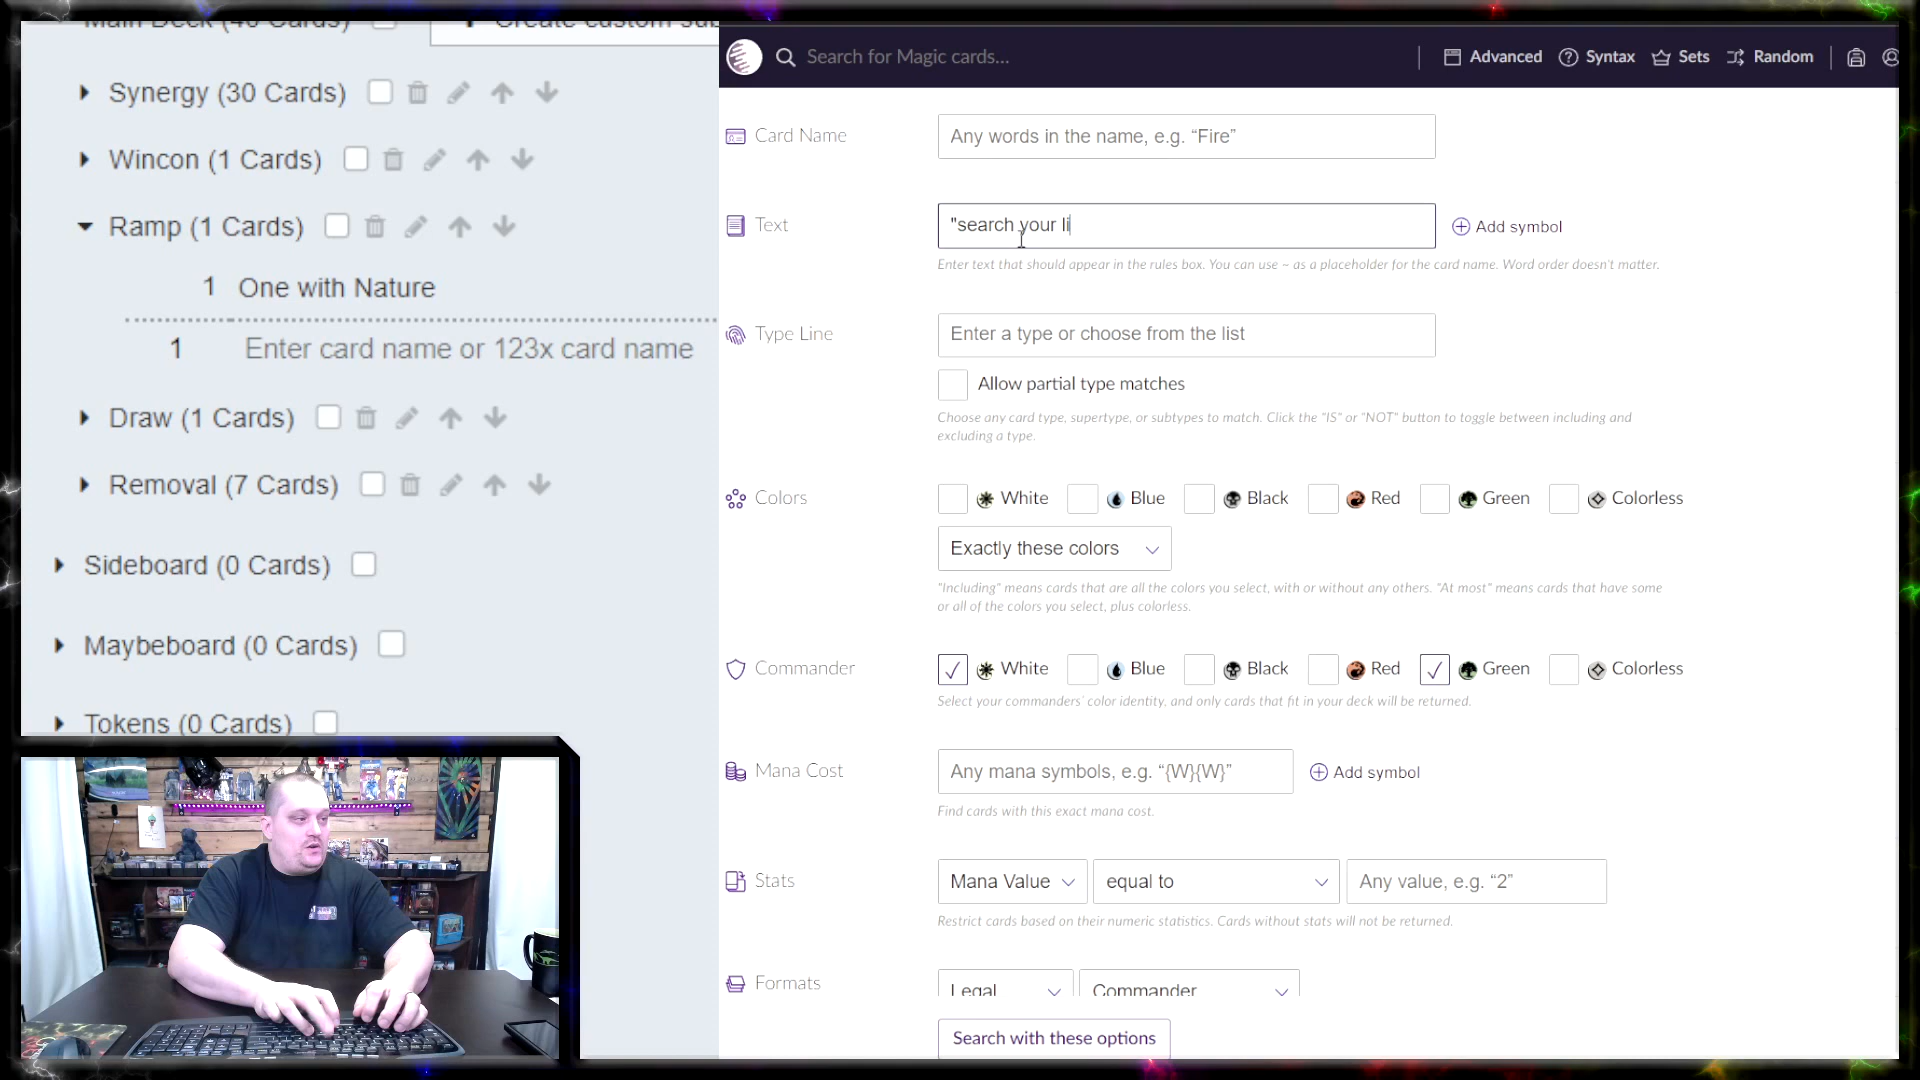 Main Deck (40 Cards)
Create custom sub
Synergy (30 Cards)
Wincon (1 Cards)
Ramp (1 Cards)
1 One with Nature
1 Enter card name or 123x card name
Draw (1 Cards)
Removal (7 Cards)
Sideboard (0 Cards)
Maybeboard (0 Cards)
Tokens (0 Cards)
Search for Magic cards...
Advanced
Syntax
Sets
Random
Card Name
Any words in the name, e.g. “Fire”
Text
"search your li
Add symbol
Enter text that should appear in the rules box. You can use ~ as a placeholder for the card name. Word order doesn't matter.
Type Line
Enter a type or choose from the list
Allow partial type matches
Choose any card type, supertype, or subtypes to match. Click the "IS" or "NOT" button to toggle between including and
excluding a type.
Colors
White Blue Black Red Green Colorless
Exactly these colors
"Including" means cards that are all the colors you select, with or without any others. "At most" means cards that have some
or all of the colors you select, plus colorless.
Commander
White Blue Black Red Green Colorless
Select your commanders' color identity, and only cards that fit in your deck will be returned.
Mana Cost
Any mana symbols, e.g. “{W}{W}”
Add symbol
Find cards with this exact mana cost.
Stats
Mana Value
equal to
Any value, e.g. “2”
Restrict cards based on their numeric statistics. Cards without stats will not be returned.
Formats
Legal
Commander
Search with these options